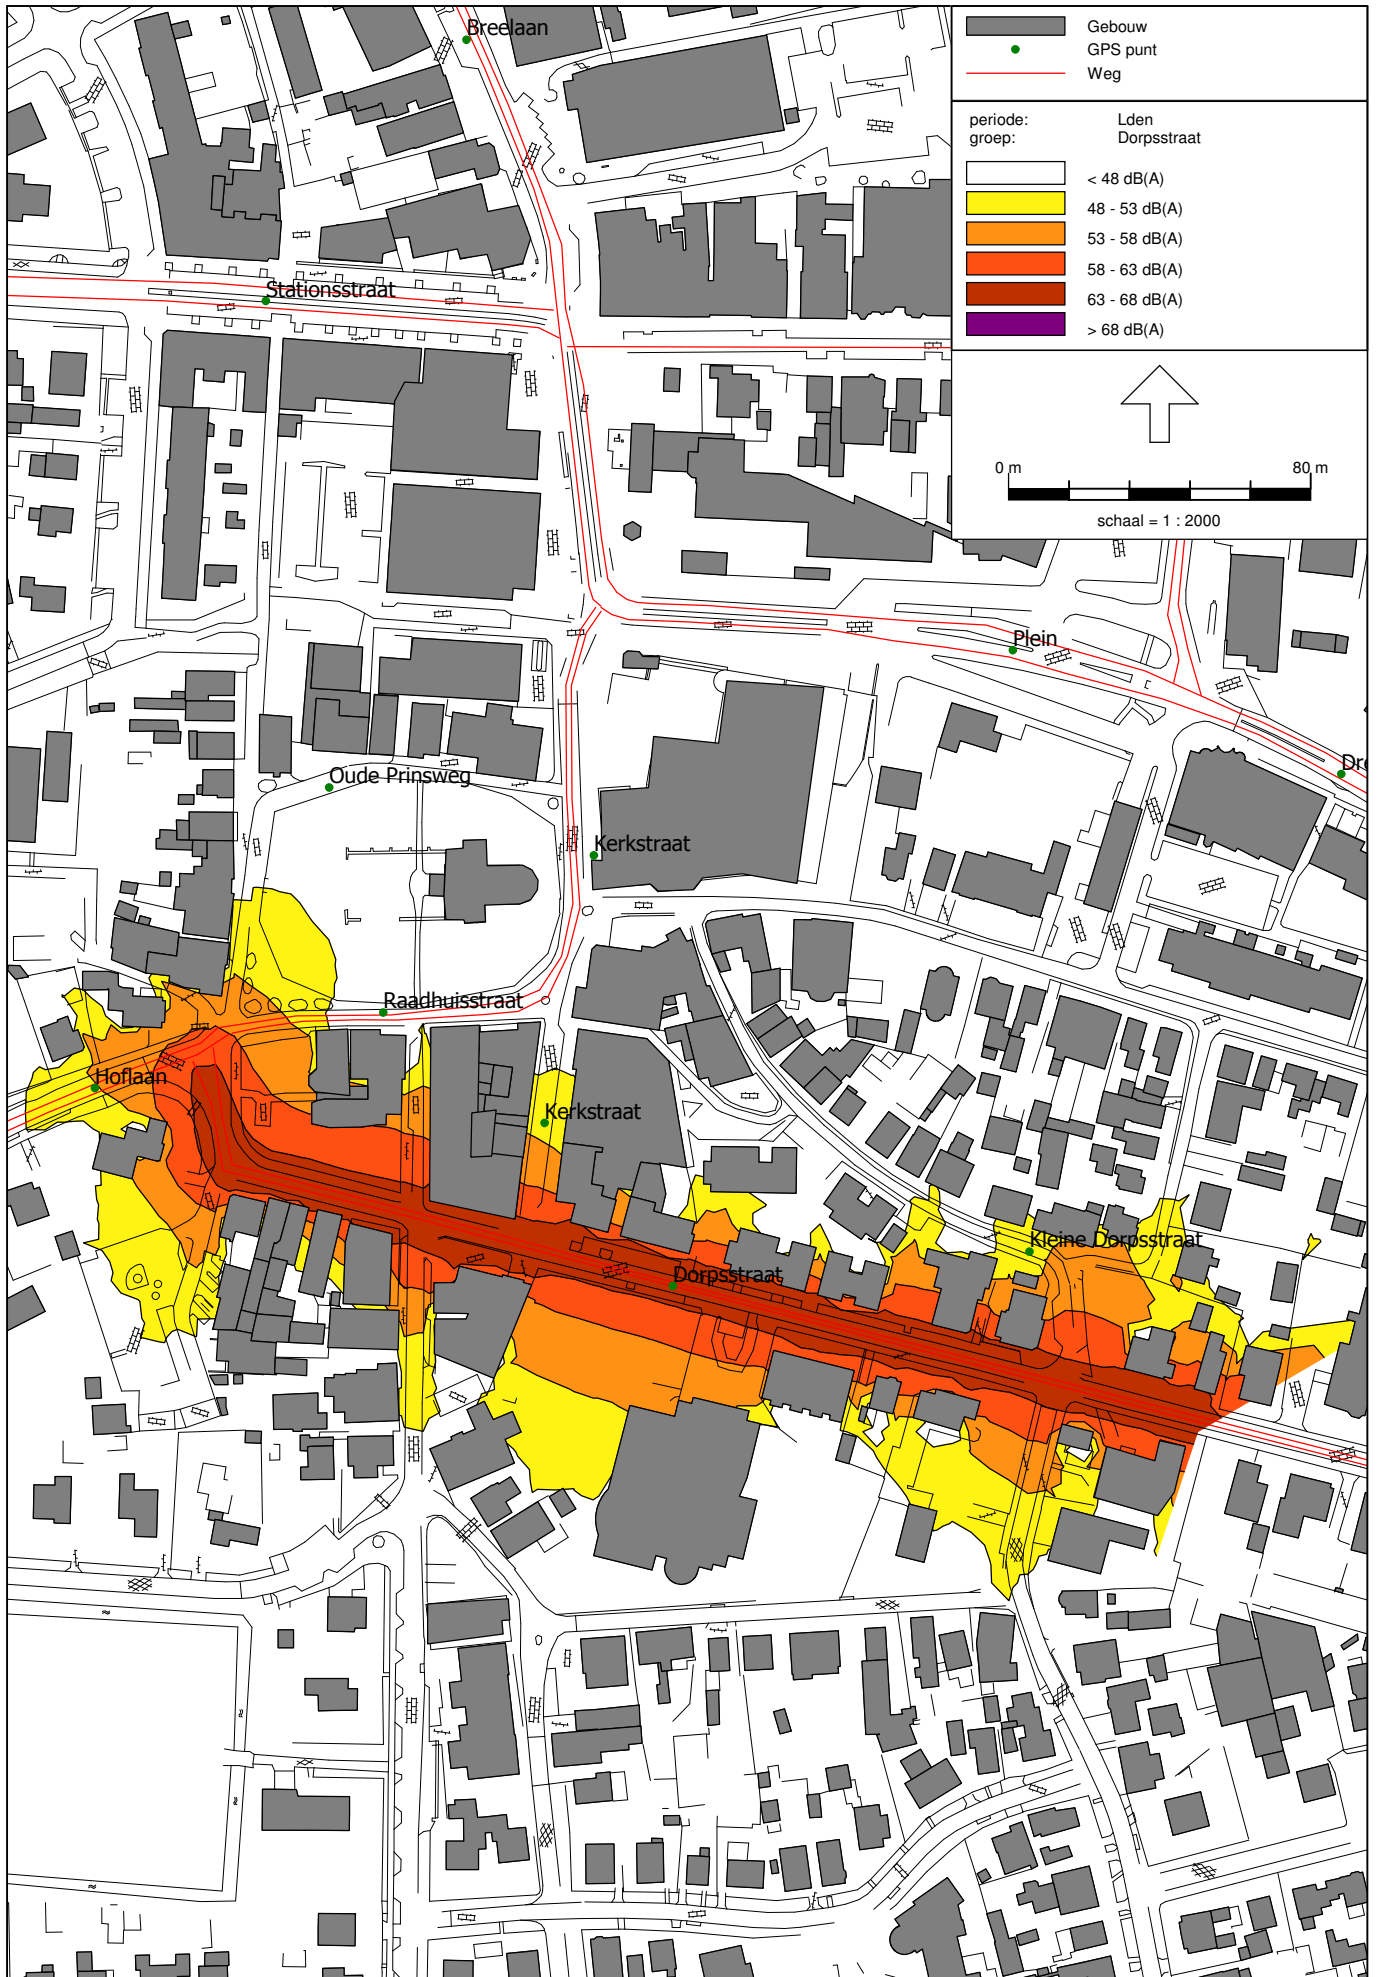 Breelaan
Gebouw
GPS punt
Weg
periode: Lden
groep: Dorpsstraat
< 48 dB(A)
48 - 53 dB(A)
53 - 58 dB(A)
58 - 63 dB(A)
63 - 68 dB(A)
> 68 dB(A)
Stationsstraat
0 m 80 m
schaal = 1 : 2000
Plein
Dre
Oude Prinsweg
Kerkstraat
Raadhuisstraat
Hoflaan
Kerkstraat
Kleine Dorpsstraat
Dorpsstraat